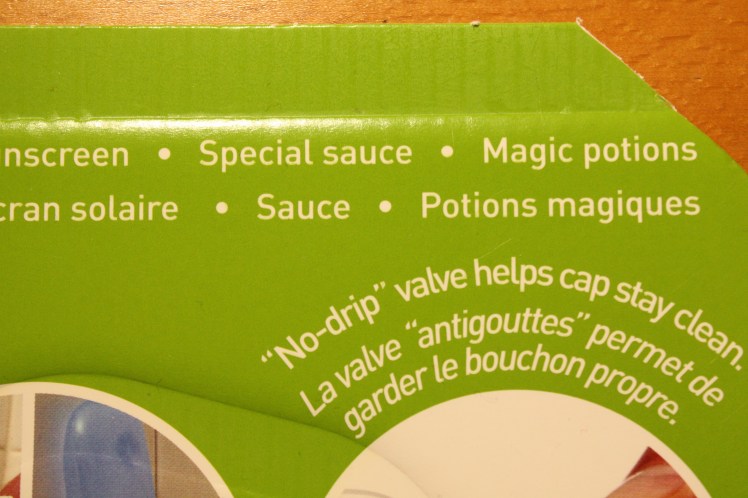 nscreen • Special sauce • Magic potions
cran solaire • Sauce • Potions magiques
"No-drip" valve helps cap stay clean.
La valve "antigouttes" permet de
garder le bouchon propre.